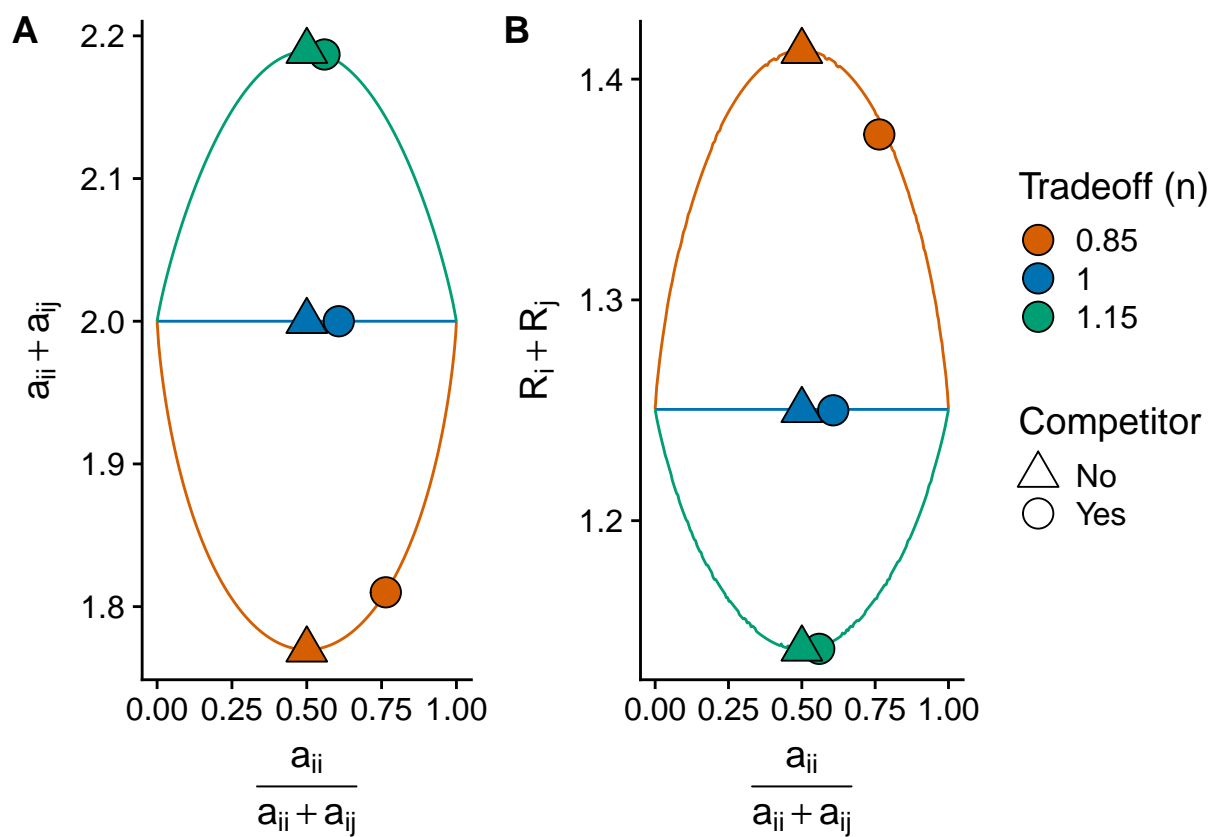 A
2.2
2.1
2.0
1.9
1.8
aᵢᵢ + aᵢⱼ
0.00 0.25 0.50 0.75 1.00
aᵢᵢ
aᵢᵢ + aᵢⱼ
B
1.4
1.3
1.2
Rᵢ + Rⱼ
0.00 0.25 0.50 0.75 1.00
aᵢᵢ
aᵢᵢ + aᵢⱼ
Tradeoff (n)
0.85
1
1.15
Competitor
No
Yes